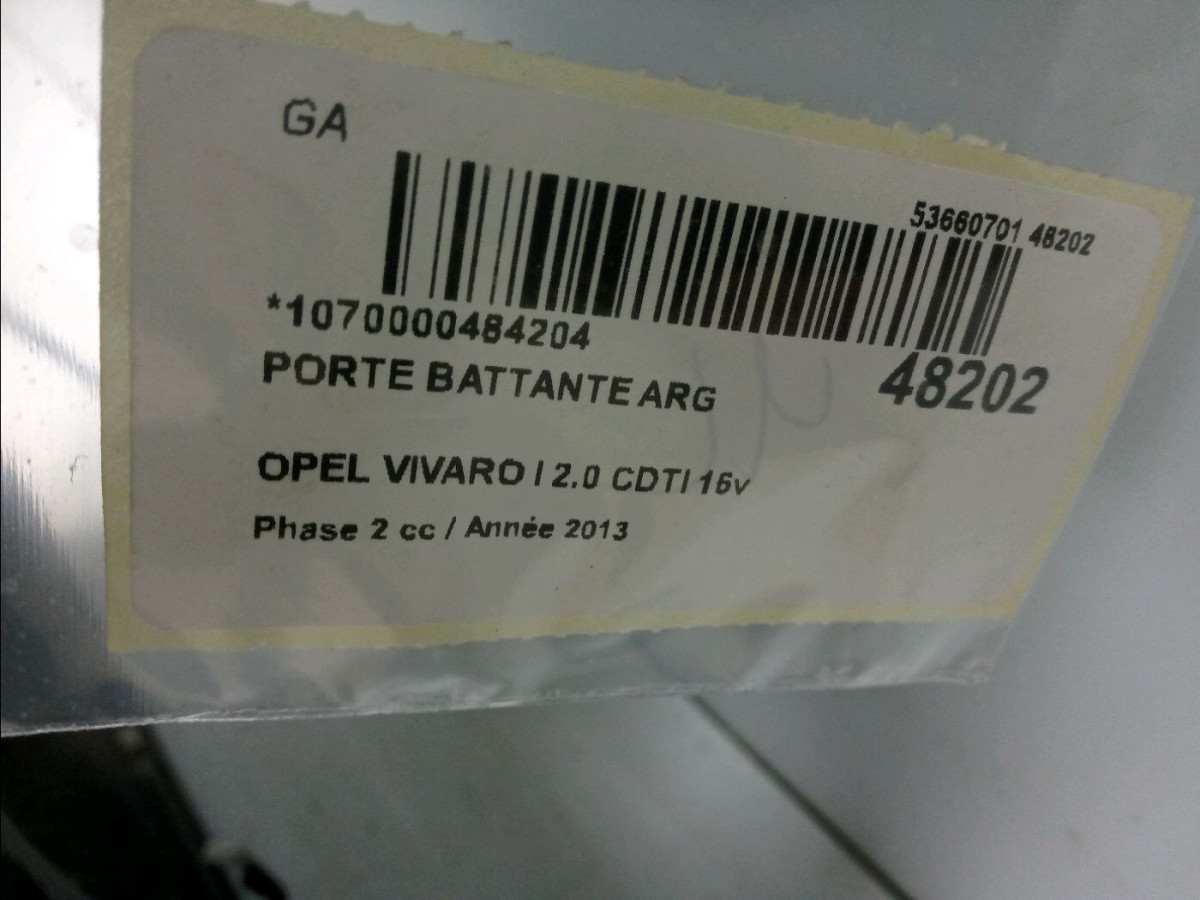 GA
53660701 48202
*1070000484204
48202
PORTE BATTANTE ARG
OPEL VIVARO I 2.0 CDTI 16v
Phase 2 cc / Année 2013